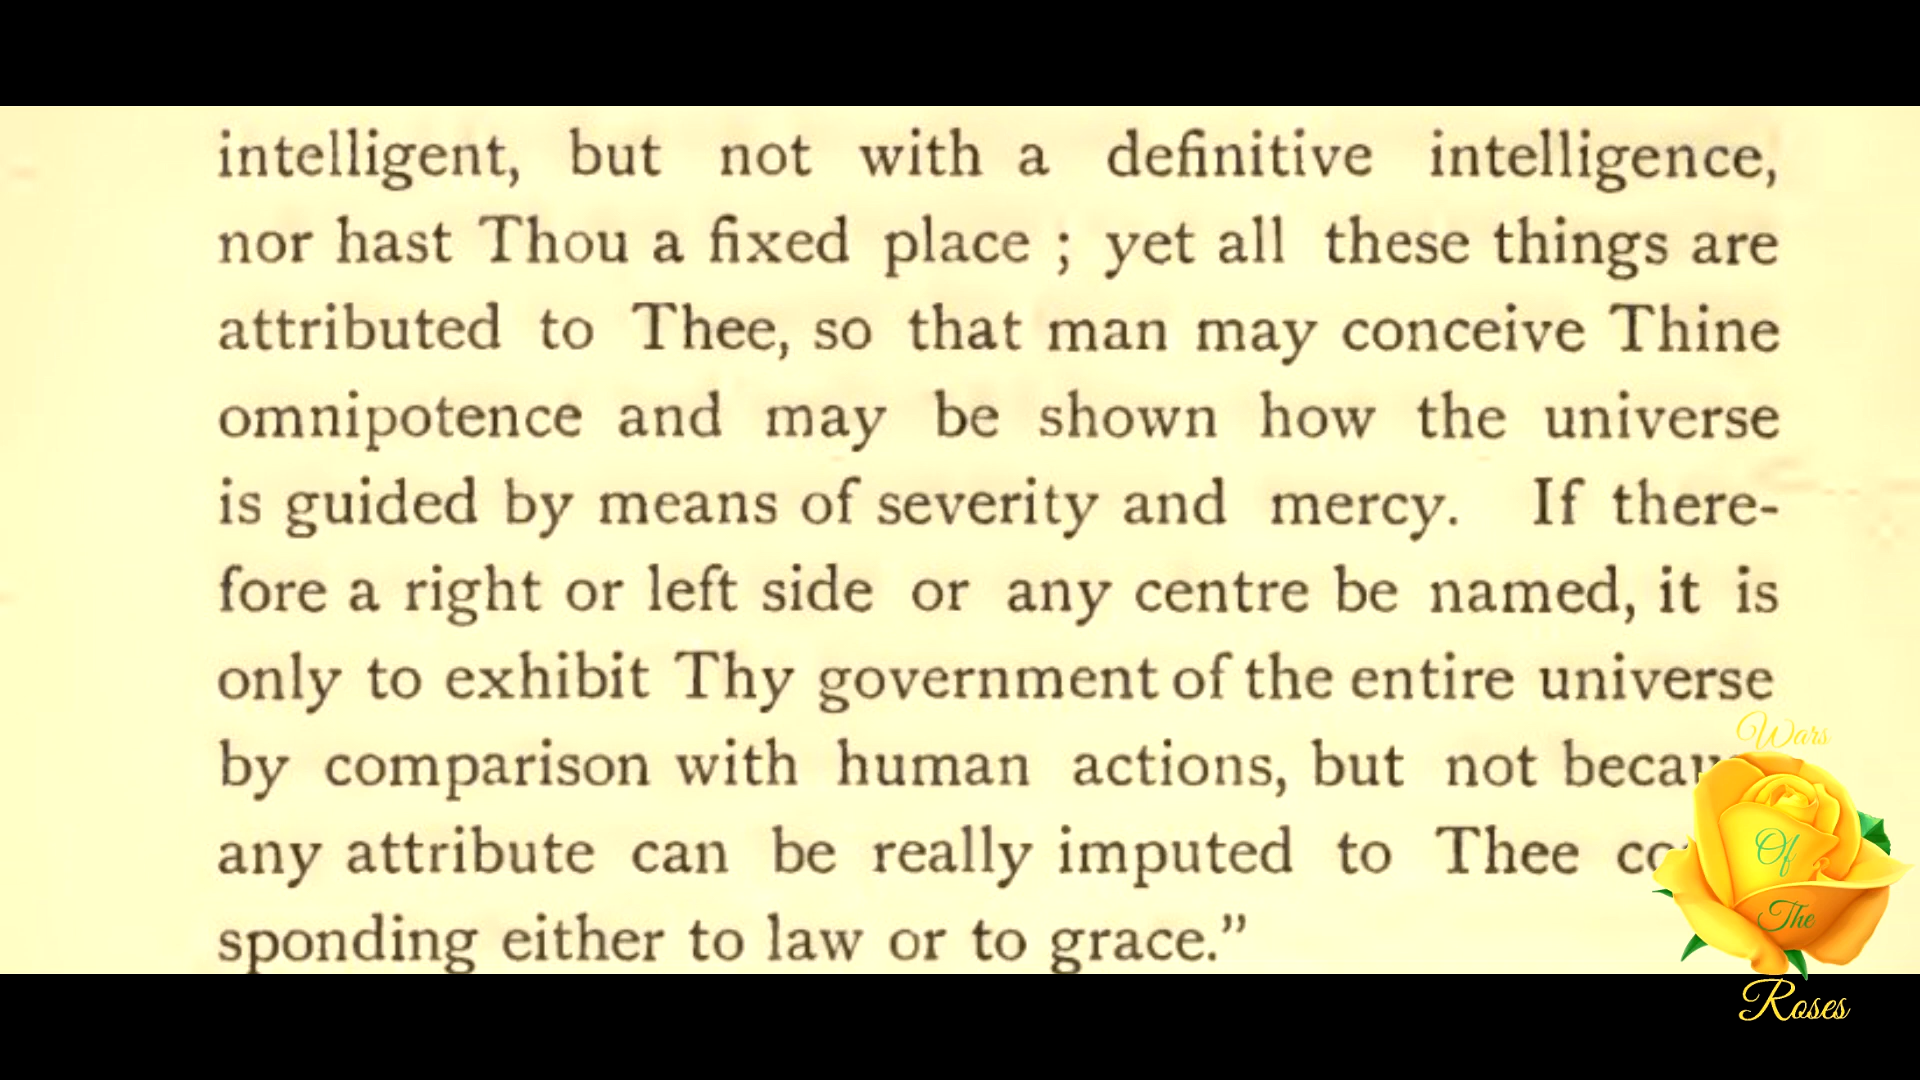 intelligent, but not with a definitive intelligence,
nor hast Thou a fixed place ; yet all these things are
attributed to Thee, so that man may conceive Thine
omnipotence and may be shown how the universe
is guided by means of severity and mercy. If there-
fore a right or left side or any centre be named, it is
only to exhibit Thy government of the entire universe
by comparison with human actions, but not
any attribute can be really imputed to Thee
sponding either to law or to grace.”
Wars
Of
The
Roses